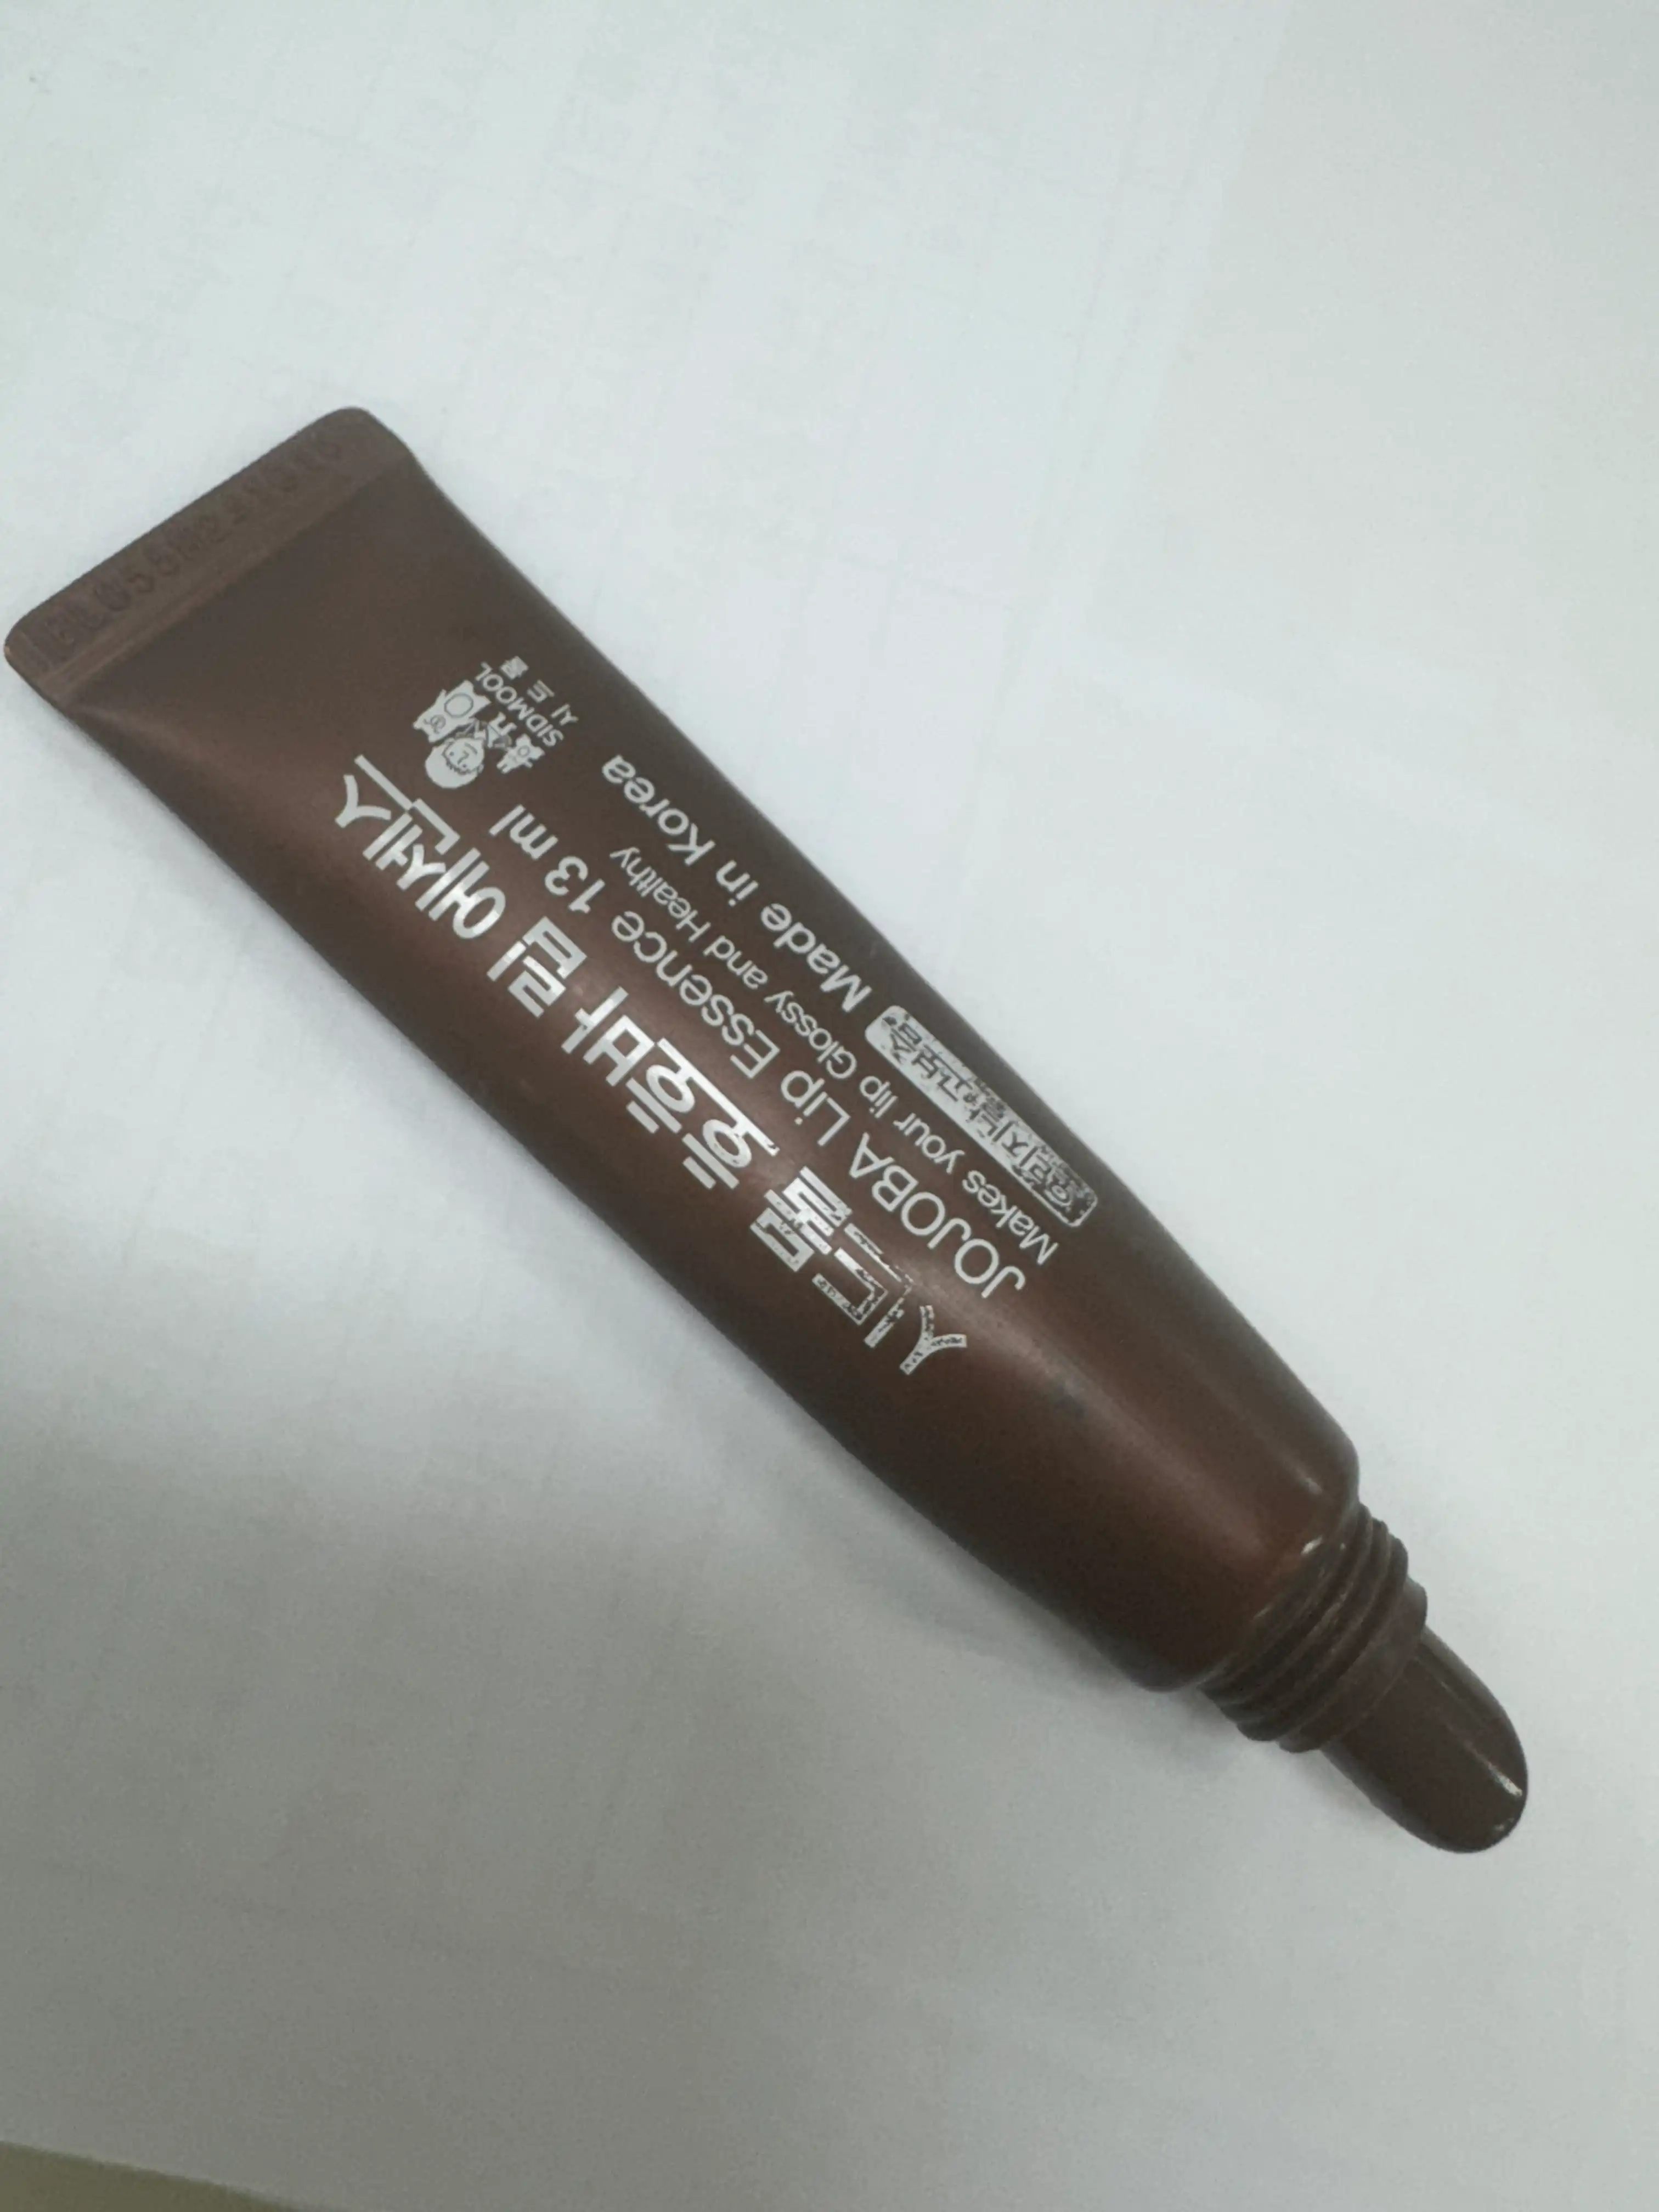 시드물 호호바 립 에센스
JOJOBA Lip Essence 13 ml
Makes your lip Glossy and Healthy
Made in Korea
SIDMOOL
시드물